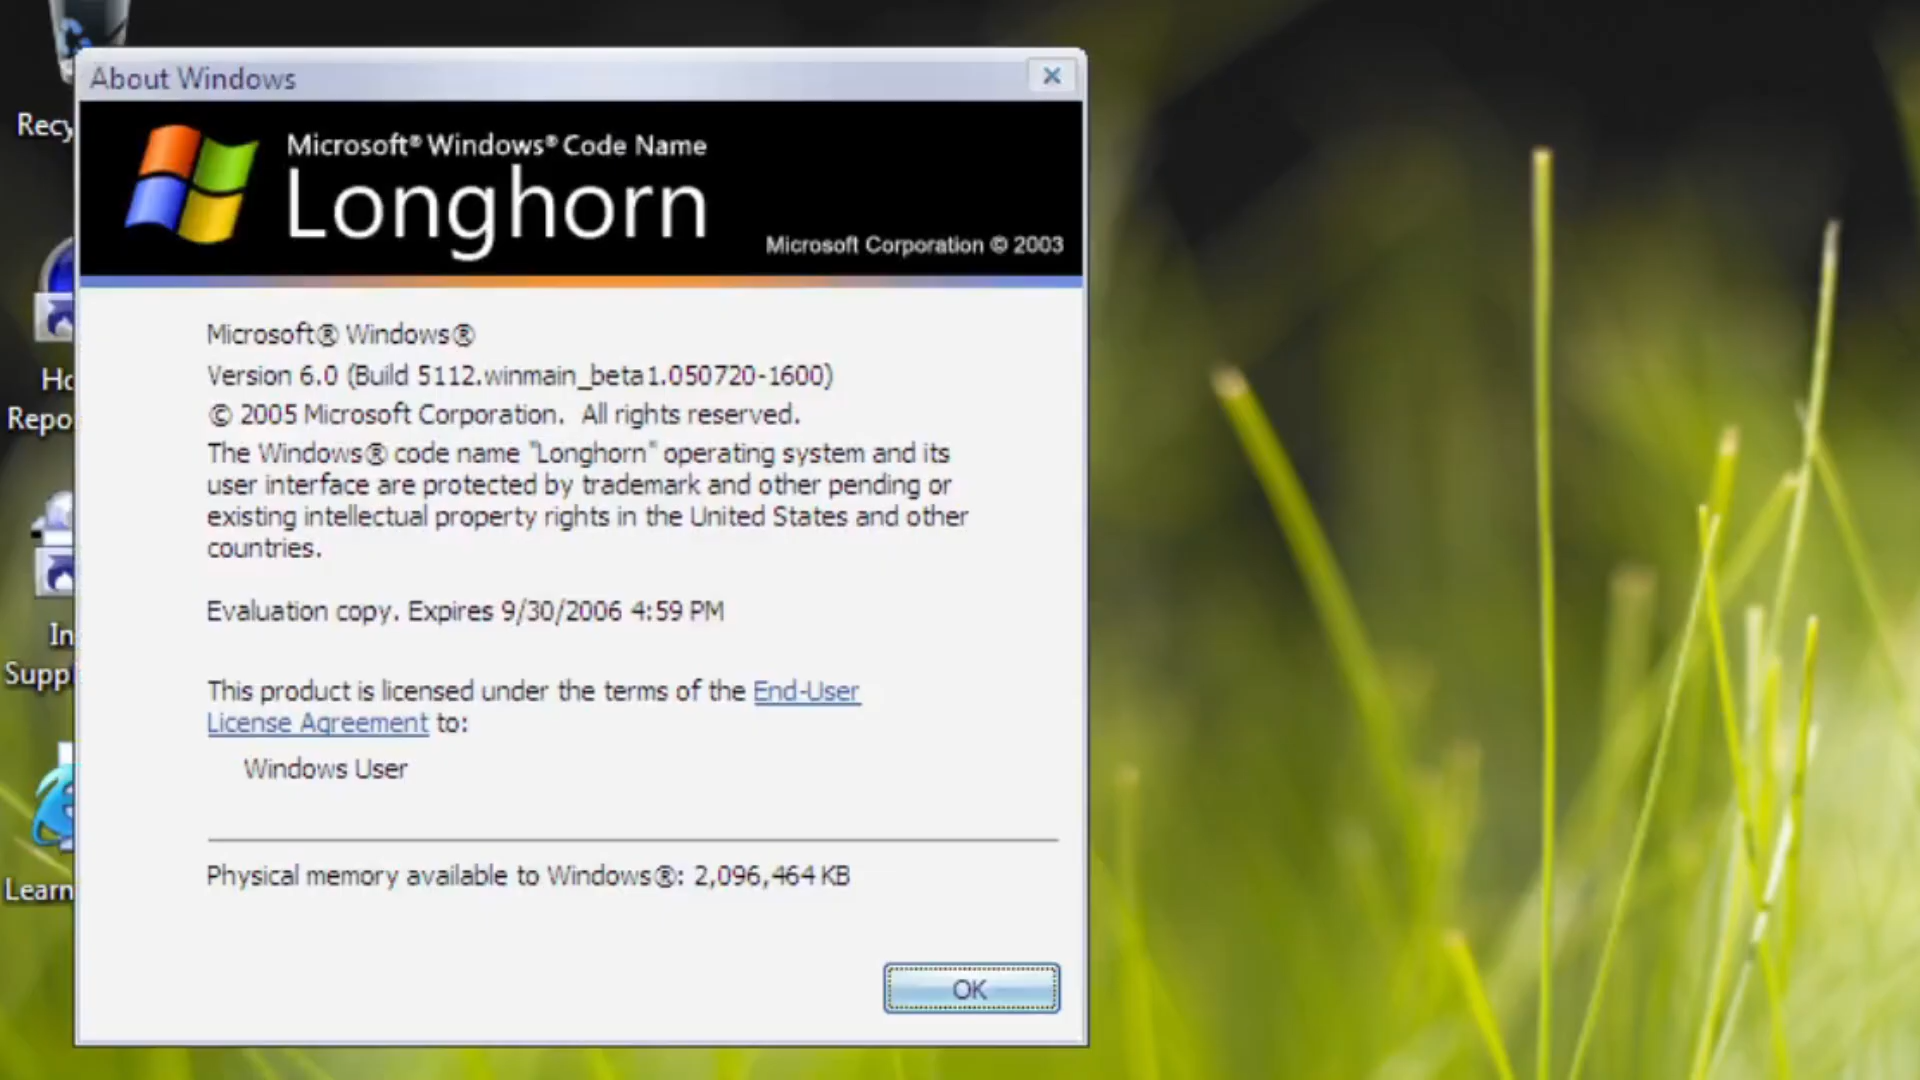 About Windows
Microsoft® Windows® Code Name
Longhorn
Microsoft Corporation © 2003
Microsoft® Windows®
Version 6.0 (Build 5112.winmain_beta1.050720-1600)
© 2005 Microsoft Corporation. All rights reserved.
The Windows® code name "Longhorn" operating system and its
user interface are protected by trademark and other pending or
existing intellectual property rights in the United States and other
countries.
Evaluation copy. Expires 9/30/2006 4:59 PM
This product is licensed under the terms of the End-User
License Agreement to:
Windows User
Physical memory available to Windows®: 2,096,464 KB
OK
Recy
Repo
In
Supp
Learn